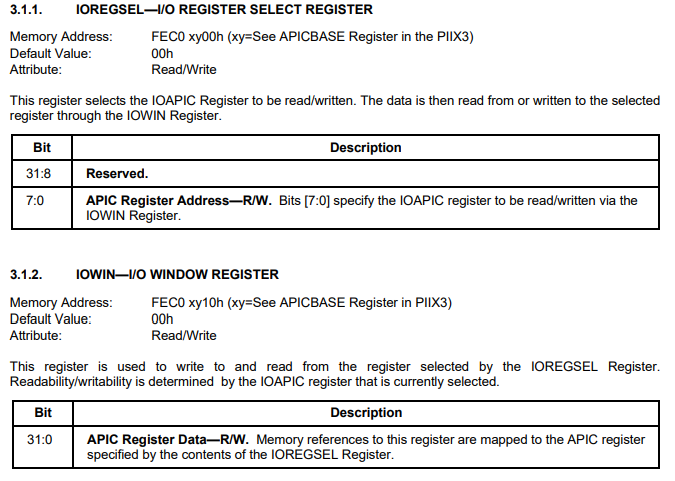 3.1.1. IOREGSEL—I/O REGISTER SELECT REGISTER
Memory Address: FEC0 xy00h (xy=See APICBASE Register in the PIIX3)
Default Value: 00h
Attribute: Read/Write
This register selects the IOAPIC Register to be read/written. The data is then read from or written to the selected
register through the IOWIN Register.
Bit Description
31:8 Reserved.
7:0 APIC Register Address—R/W. Bits [7:0] specify the IOAPIC register to be read/written via the
IOWIN Register.
3.1.2. IOWIN—I/O WINDOW REGISTER
Memory Address: FEC0 xy10h (xy=See APICBASE Register in PIIX3)
Default Value: 00h
Attribute: Read/Write
This register is used to write to and read from the register selected by the IOREGSEL Register.
Readability/writability is determined by the IOAPIC register that is currently selected.
Bit Description
31:0 APIC Register Data—R/W. Memory references to this register are mapped to the APIC register
specified by the contents of the IOREGSEL Register.